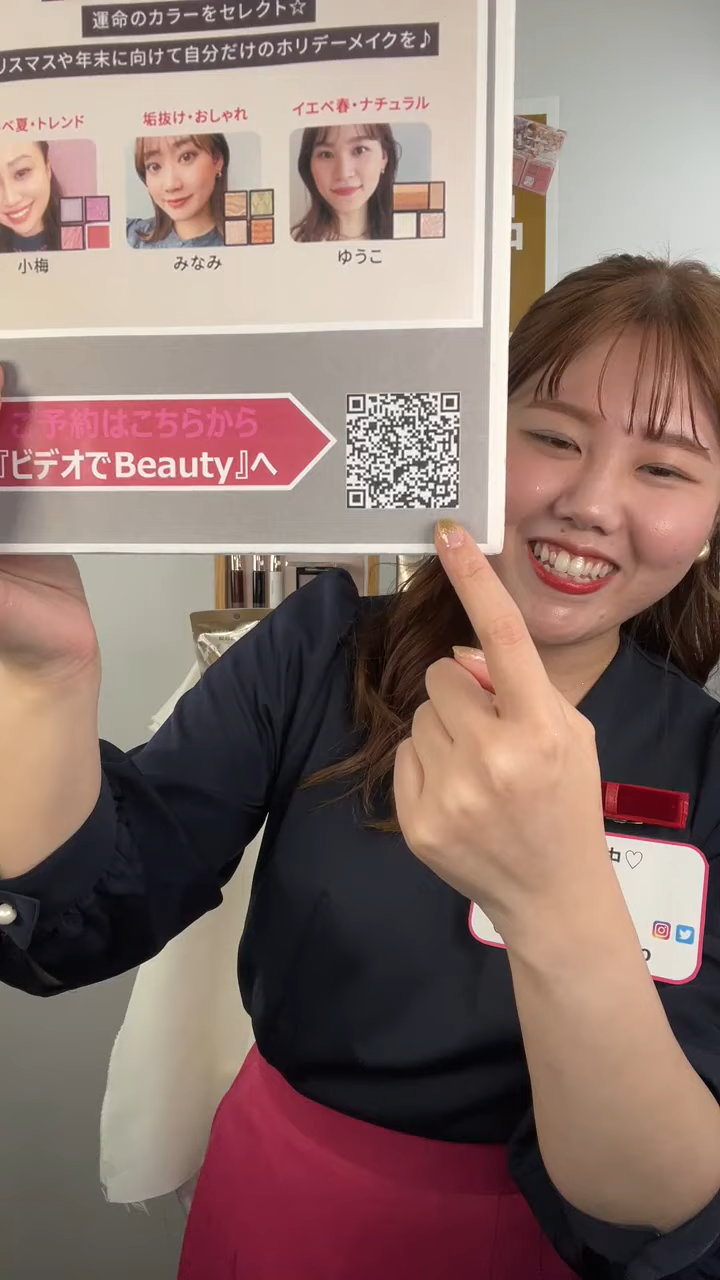 運命のカラーをセレクト☆
リスマスや年末に向けて自分だけのホリデーメイクを♪
ベ夏・トレンド
垢抜け・おしゃれ
イエベ春・ナチュラル
小梅
みなみ
ゆうこ
ご予約はこちらから
『ビデオでBeauty』へ